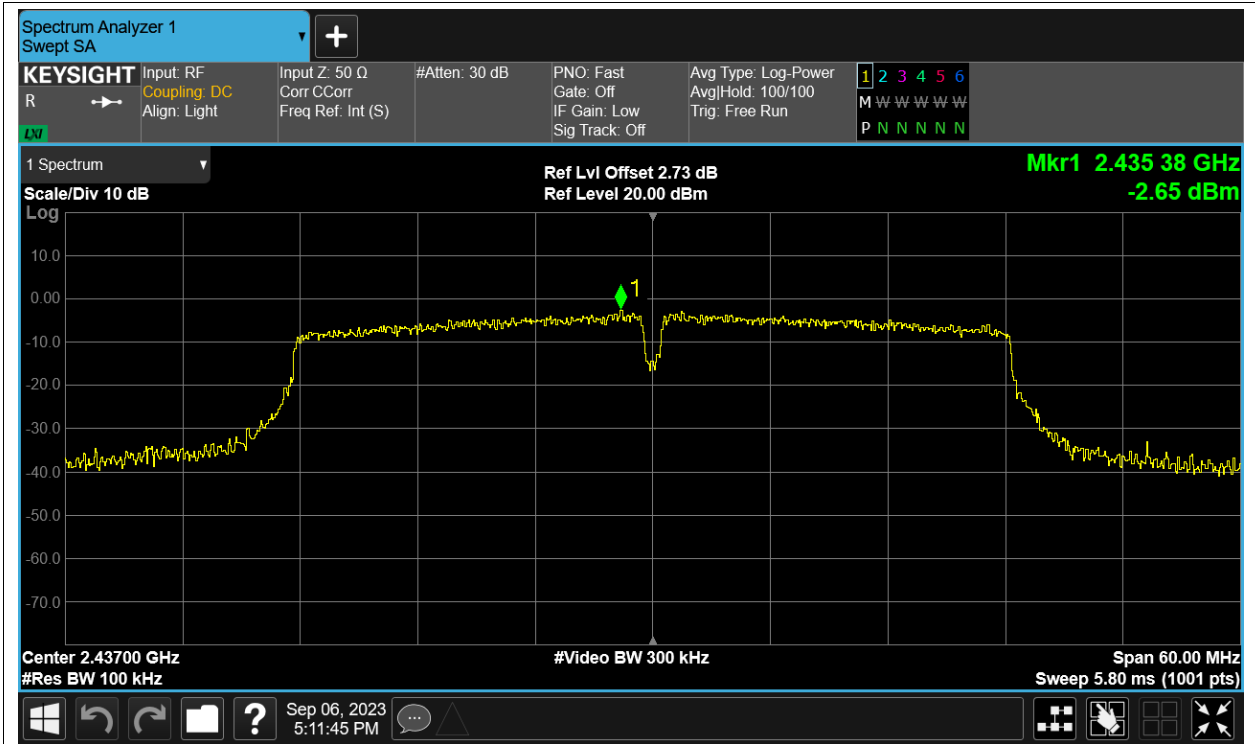 Spectrum Analyzer 1
Swept SA
KEYSIGHT
R
LXI
Input: RF
Coupling: DC
Align: Light
Input Z: 50 Ω
Corr CCorr
Freq Ref: Int (S)
#Atten: 30 dB
PNO: Fast
Gate: Off
IF Gain: Low
Sig Track: Off
Avg Type: Log-Power
Avg|Hold: 100/100
Trig: Free Run
1 2 3 4 5 6
M W W W W W
P N N N N N
1 Spectrum
Scale/Div 10 dB
Log
Ref Lvl Offset 2.73 dB
Ref Level 20.00 dBm
Mkr1 2.435 38 GHz
-2.65 dBm
10.0
0.00
-10.0
-20.0
-30.0
-40.0
-50.0
-60.0
-70.0
1
Center 2.43700 GHz
#Res BW 100 kHz
#Video BW 300 kHz
Span 60.00 MHz
Sweep 5.80 ms (1001 pts)
?
Sep 06, 2023
5:11:45 PM